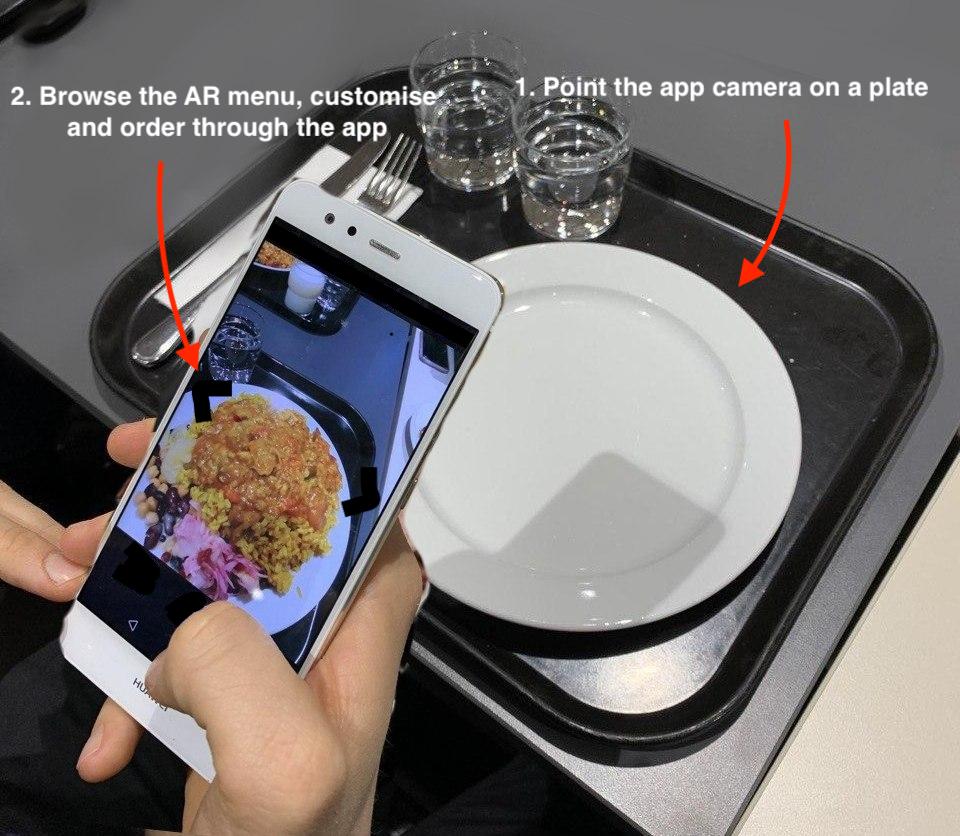 2. Browse the AR menu, customise
and order through the app
1. Point the app camera on a plate
HUAWEI